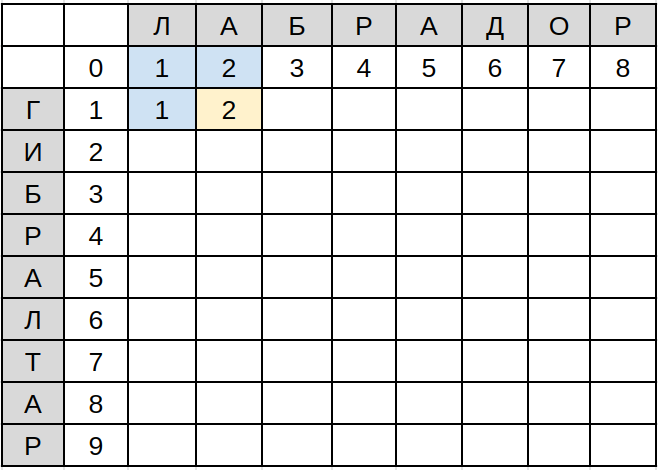 Л А Б Р А Д О Р
0 1 2 3 4 5 6 7 8
Г 1 1 2
И 2
Б 3
Р 4
А 5
Л 6
Т 7
А 8
Р 9